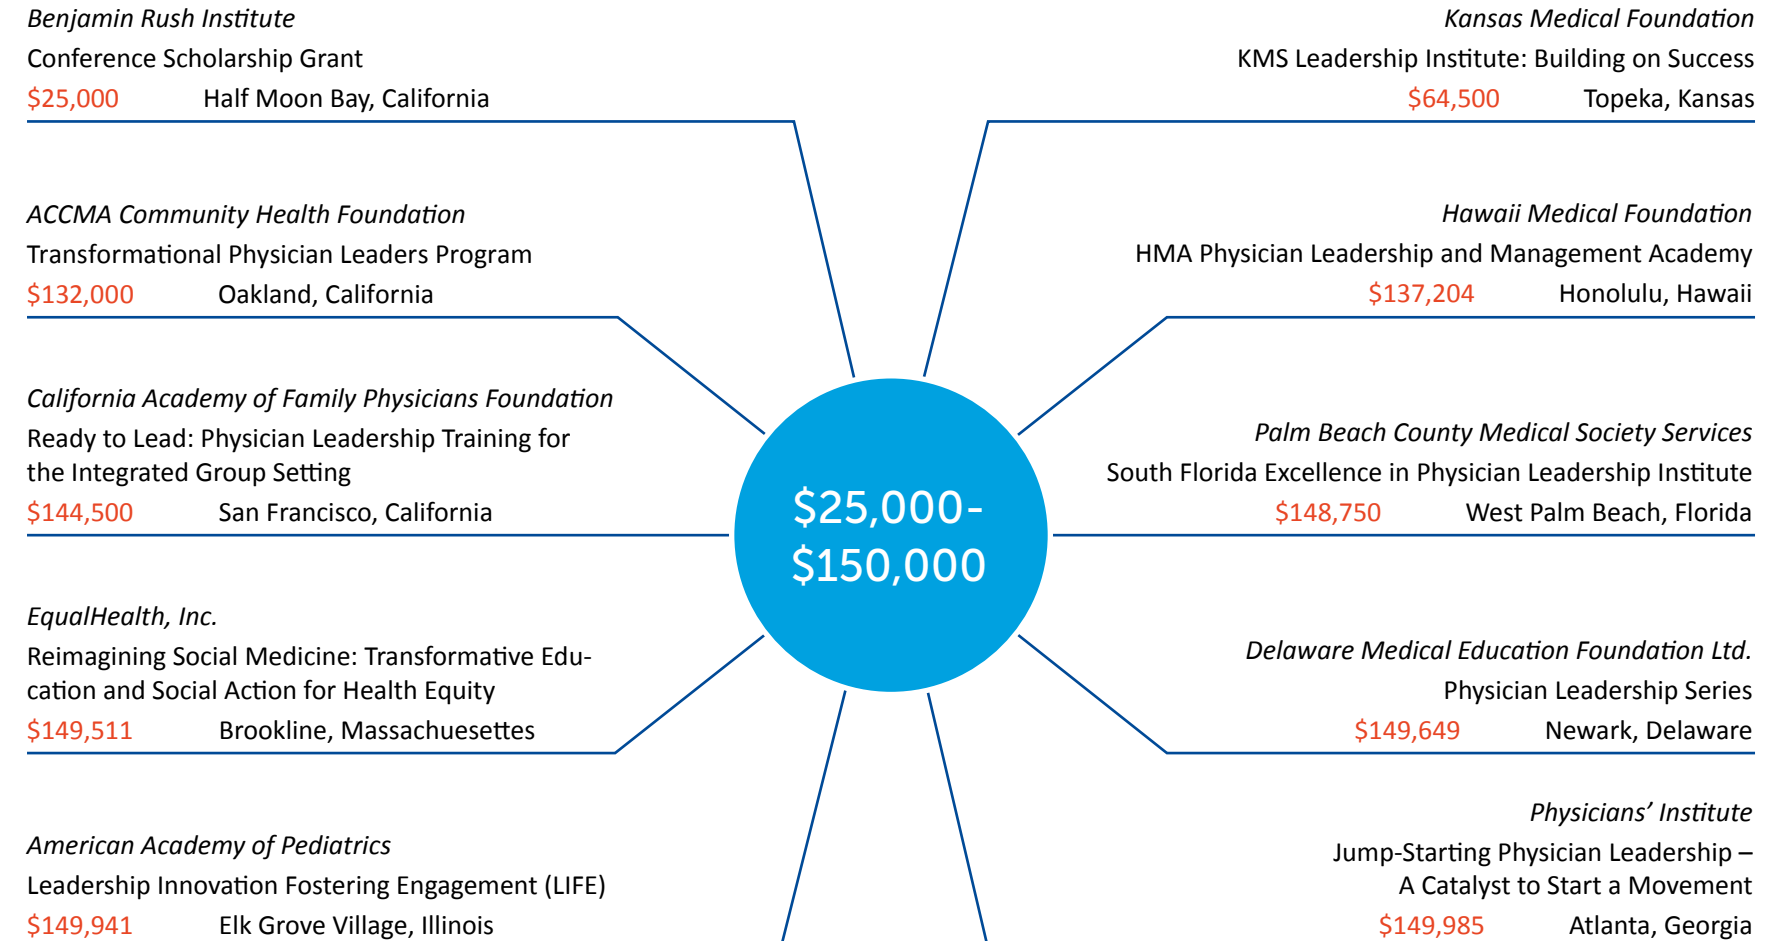 Benjamin Rush Institute
Conference Scholarship Grant
$25,000 Half Moon Bay, California
ACCMA Community Health Foundation
Transformational Physician Leaders Program
$132,000 Oakland, California
California Academy of Family Physicians Foundation
Ready to Lead: Physician Leadership Training for
the Integrated Group Setting
$144,500 San Francisco, California
EqualHealth, Inc.
Reimagining Social Medicine: Transformative Edu-
cation and Social Action for Health Equity
$149,511 Brookline, Massachuesettes
American Academy of Pediatrics
Leadership Innovation Fostering Engagement (LIFE)
$149,941 Elk Grove Village, Illinois
$25,000-
$150,000
Kansas Medical Foundation
KMS Leadership Institute: Building on Success
$64,500 Topeka, Kansas
Hawaii Medical Foundation
HMA Physician Leadership and Management Academy
$137,204 Honolulu, Hawaii
Palm Beach County Medical Society Services
South Florida Excellence in Physician Leadership Institute
$148,750 West Palm Beach, Florida
Delaware Medical Education Foundation Ltd.
Physician Leadership Series
$149,649 Newark, Delaware
Physicians’ Institute
Jump-Starting Physician Leadership –
A Catalyst to Start a Movement
$149,985 Atlanta, Georgia